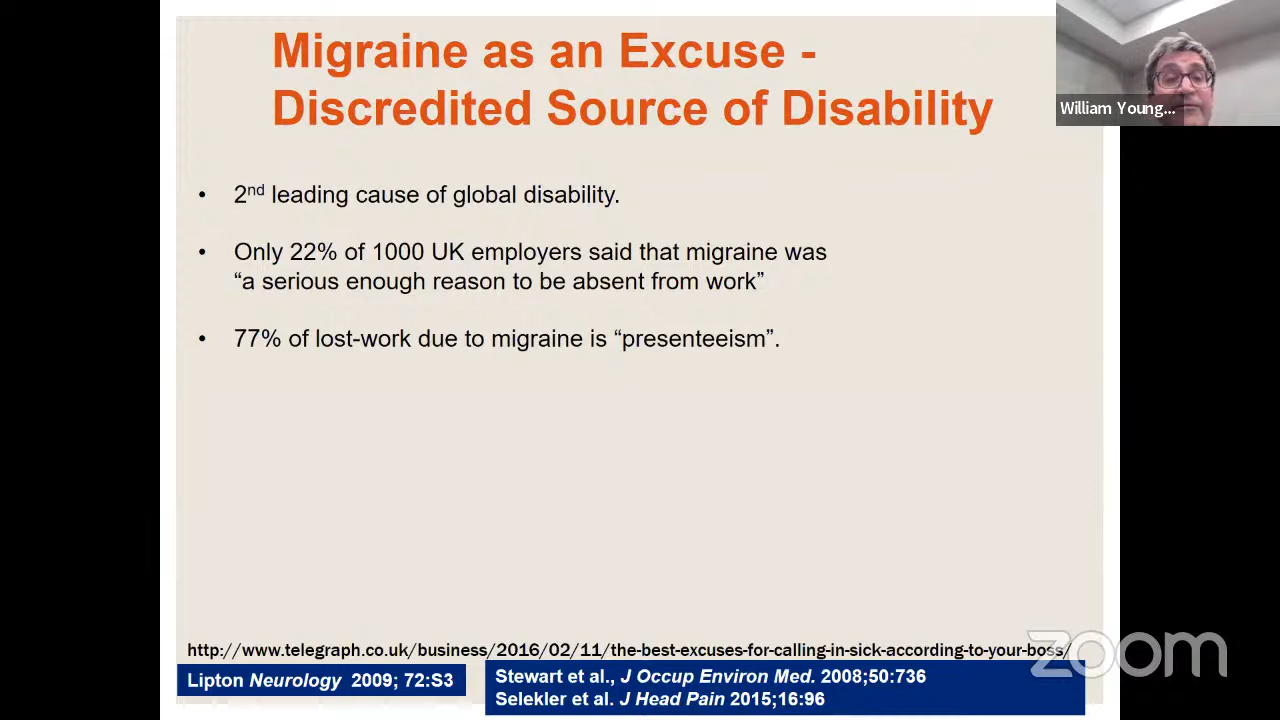 Migraine as an Excuse -
Discredited Source of Disability
William Young...
• 2nd leading cause of global disability.
• Only 22% of 1000 UK employers said that migraine was
“a serious enough reason to be absent from work”
• 77% of lost-work due to migraine is “presenteeism”.
http://www.telegraph.co.uk/business/2016/02/11/the-best-excuses-for-calling-in-sick-according-to-your-boss/
zoom
Lipton Neurology 2009; 72:S3
Stewart et al., J Occup Environ Med. 2008;50:736
Selekler et al. J Head Pain 2015;16:96